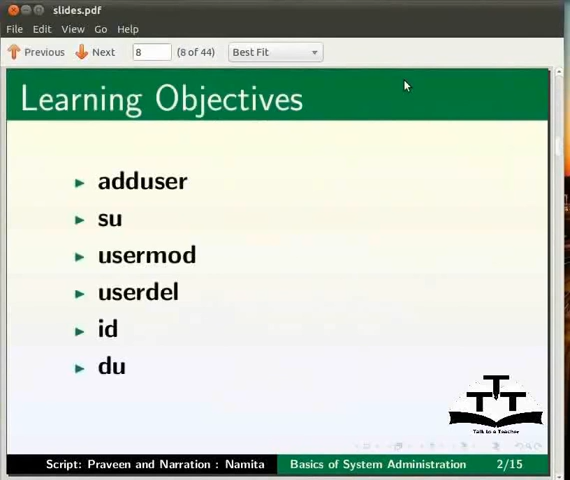 slides.pdf
File Edit View Go Help
Previous Next 8 (8 of 44) Best Fit
Learning Objectives
adduser
su
usermod
userdel
id
du
TTT
Talk to a Teacher
Script: Praveen and Narration : Namita Basics of System Administration 2/15